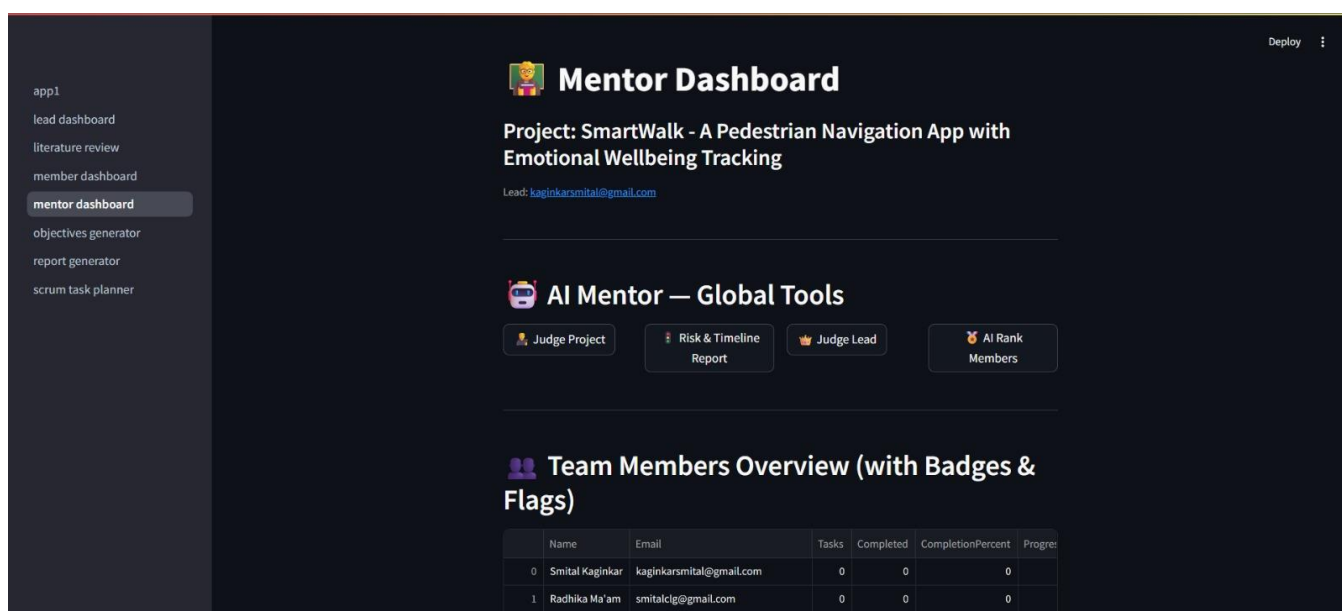 Deploy
app1
lead dashboard
literature review
member dashboard
mentor dashboard
objectives generator
report generator
scrum task planner
Mentor Dashboard
Project: SmartWalk - A Pedestrian Navigation App with
Emotional Wellbeing Tracking
Lead: kaginkarsmital@gmail.com
AI Mentor — Global Tools
Judge Project
Risk & Timeline
Report
Judge Lead
AI Rank
Members
Team Members Overview (with Badges &
Flags)
Name Email Tasks Completed CompletionPercent Progre
0 Smital Kaginkar kaginkarsmital@gmail.com 0 0 0
1 Radhika Ma'am smitalclg@gmail.com 0 0 0